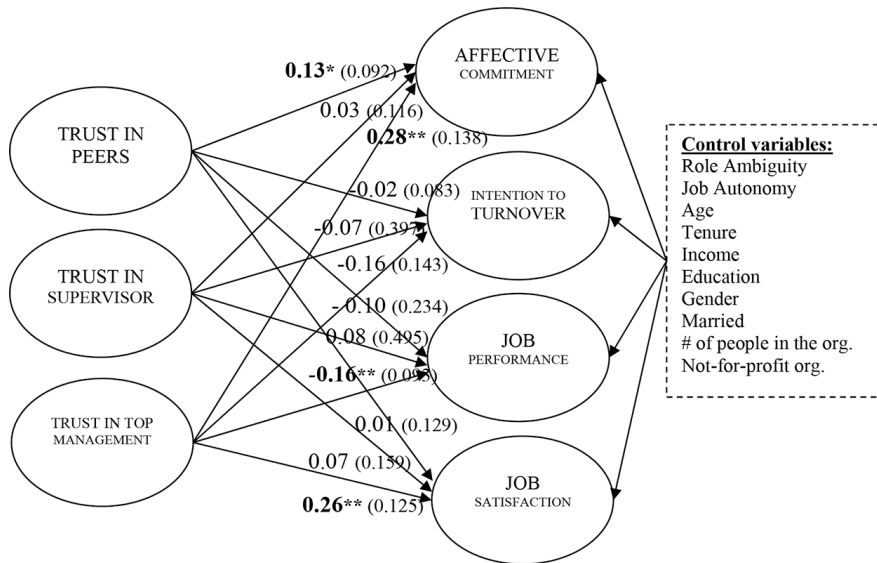 TRUST IN
PEERS
TRUST IN
SUPERVISOR
TRUST IN TOP
MANAGEMENT
0.13* (0.092)
0.03 (0.116)
0.28** (0.138)
-0.02 (0.083)
-0.07 (0.397)
-0.16 (0.143)
-0.10 (0.234)
0.08 (0.495)
-0.16** (0.093)
0.01 (0.129)
0.07 (0.159)
0.26** (0.125)
AFFECTIVE
COMMITMENT
INTENTION TO
TURNOVER
JOB
PERFORMANCE
JOB
SATISFACTION
Control variables:
Role Ambiguity
Job Autonomy
Age
Tenure
Income
Education
Gender
Married
# of people in the org.
Not-for-profit org.